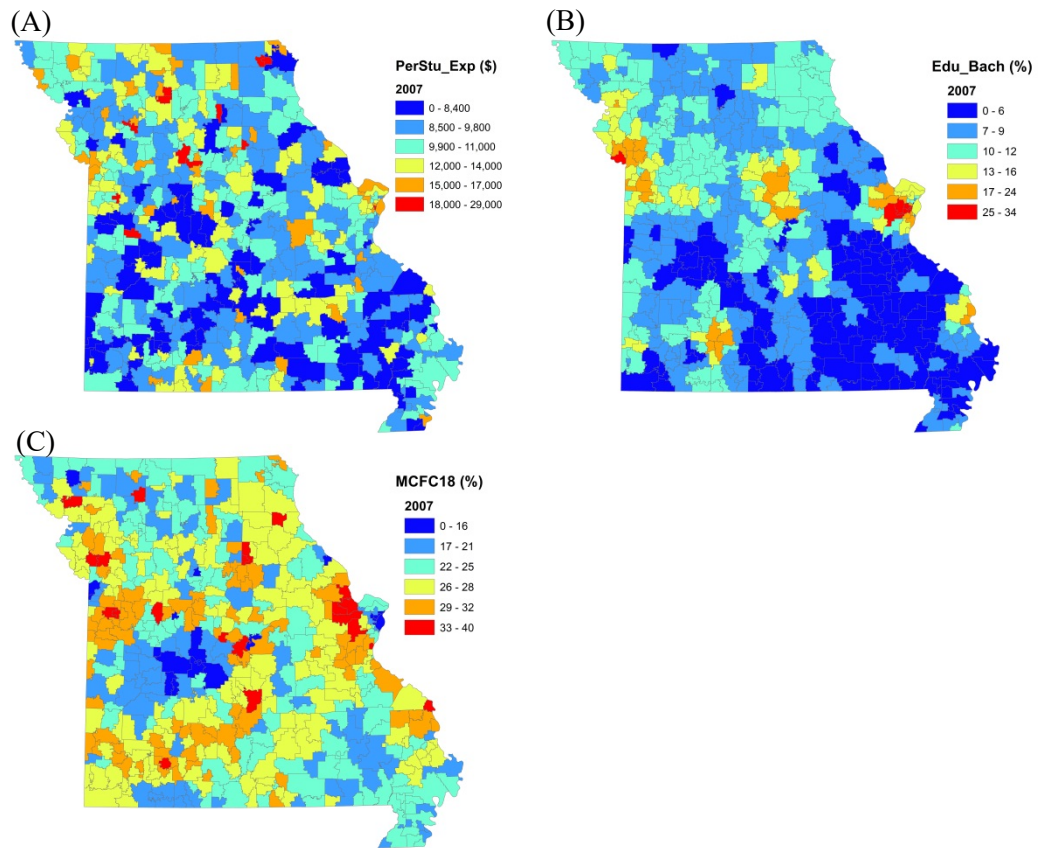 (A)
PerStu_Exp ($)
2007
0 - 8,400
8,500 - 9,800
9,900 - 11,000
12,000 - 14,000
15,000 - 17,000
18,000 - 29,000
(B)
Edu_Bach (%)
2007
0 - 6
7 - 9
10 - 12
13 - 16
17 - 24
25 - 34
(C)
MCFC18 (%)
2007
0 - 16
17 - 21
22 - 25
26 - 28
29 - 32
33 - 40